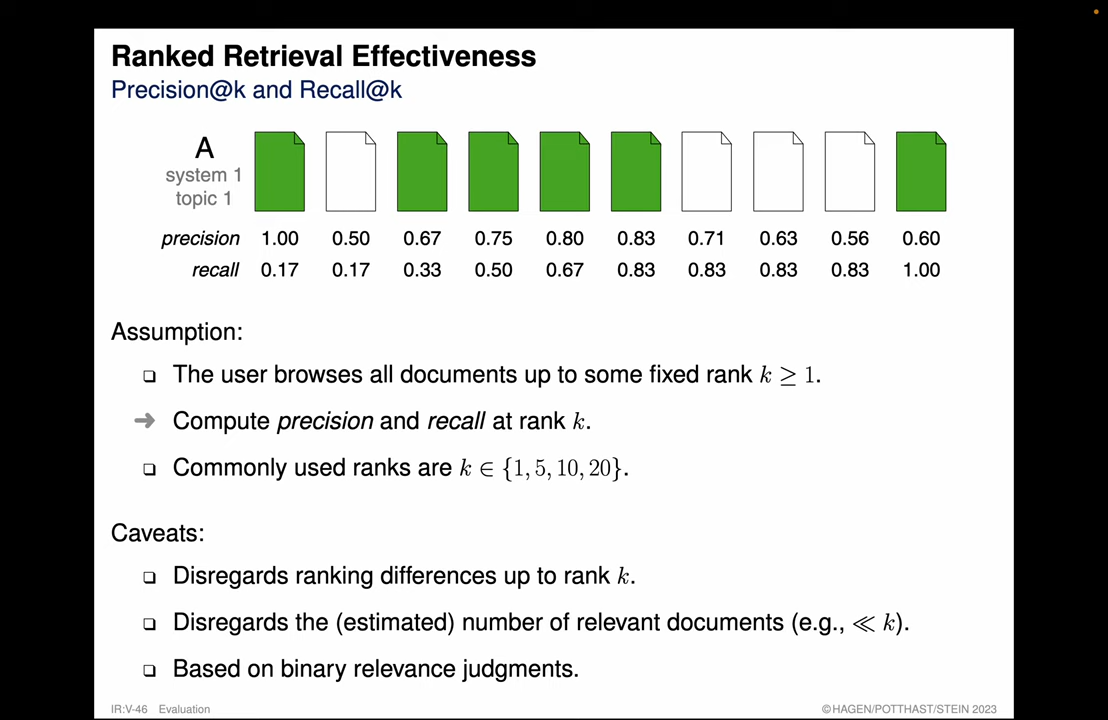 Ranked Retrieval Effectiveness
Precision@k and Recall@k
A
system 1
topic 1
precision 1.00 0.50 0.67 0.75 0.80 0.83 0.71 0.63 0.56 0.60
recall 0.17 0.17 0.33 0.50 0.67 0.83 0.83 0.83 0.83 1.00
Assumption:
❑ The user browses all documents up to some fixed rank k ≥ 1.
➜ Compute precision and recall at rank k.
❑ Commonly used ranks are k ∈ {1, 5, 10, 20}.
Caveats:
❑ Disregards ranking differences up to rank k.
❑ Disregards the (estimated) number of relevant documents (e.g., ≪ k).
❑ Based on binary relevance judgments.
IR:V-46 Evaluation ©HAGEN/POTTHAST/STEIN 2023